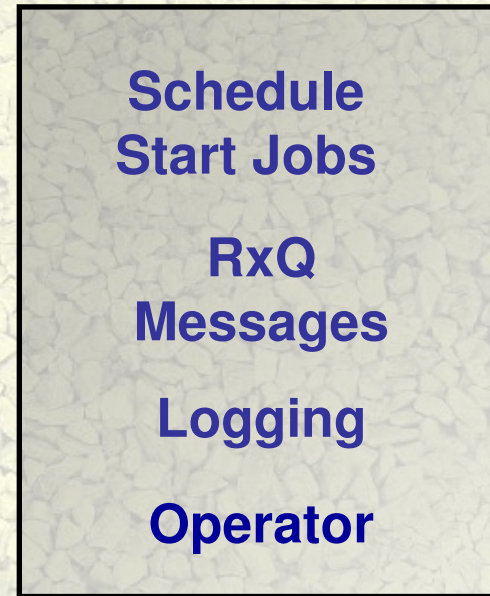 Schedule
Start Jobs
RxQ
Messages
Logging
Operator